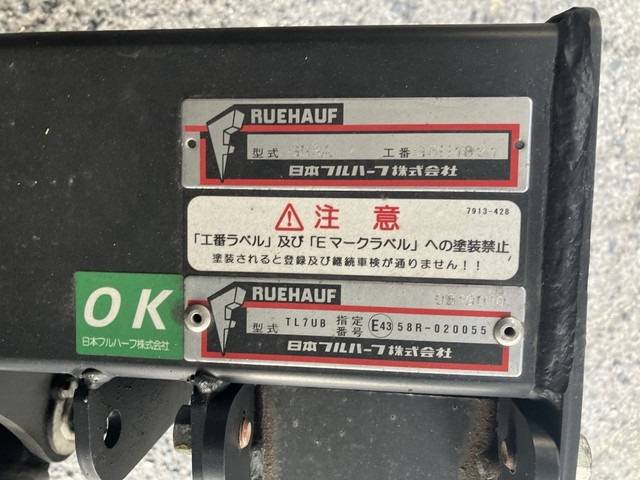 FRUEHAUF
型式 工番
日本フルハーフ株式会社
注意 7913-428
「工番ラベル」及び「Eマークラベル」への塗装禁止
塗装されると登録及び継続車検が通りません!!
OK
日本フルハーフ株式会社
FRUEHAUF
型式 TL7UB 指定番号 E43 58R-020055
日本フルハーフ株式会社